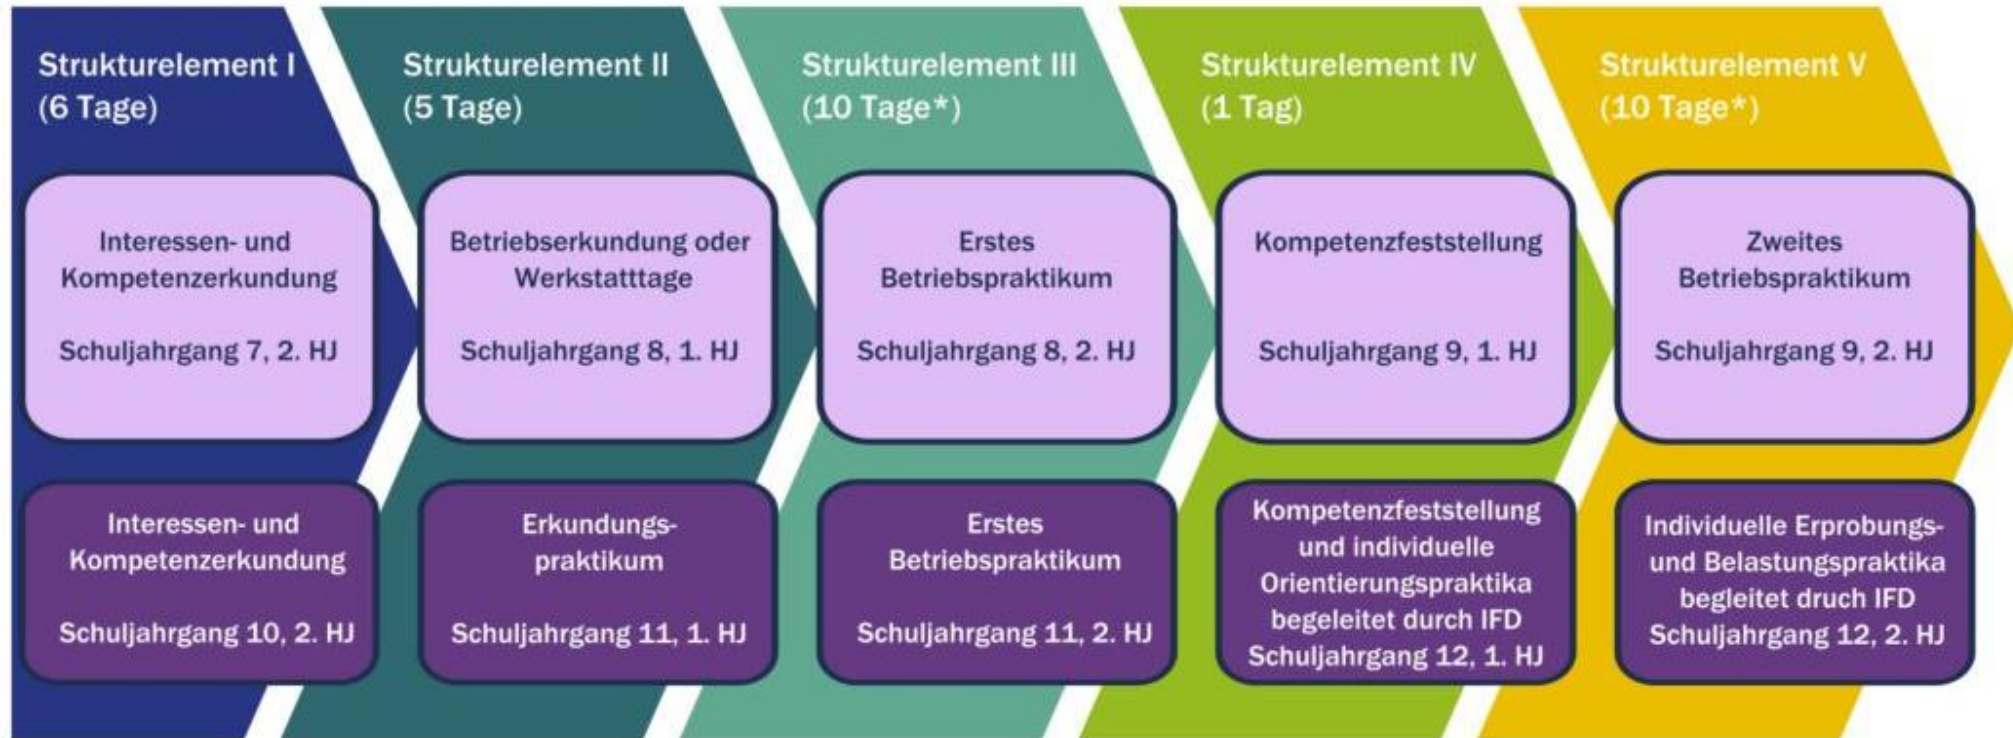 Strukturelement I
(6 Tage)
Strukturelement II
(5 Tage)
Strukturelement III
(10 Tage*)
Strukturelement IV
(1 Tag)
Strukturelement V
(10 Tage*)
Interessen- und
Kompetenzerkundung
Schuljahrgang 7, 2. HJ
Betriebserkundung oder
Werkstatttage
Schuljahrgang 8, 1. HJ
Erstes
Betriebspraktikum
Schuljahrgang 8, 2. HJ
Kompetenzfeststellung
Schuljahrgang 9, 1. HJ
Zweites
Betriebspraktikum
Schuljahrgang 9, 2. HJ
Interessen- und
Kompetenzerkundung
Schuljahrgang 10, 2. HJ
Erkundungs-
praktikum
Schuljahrgang 11, 1. HJ
Erstes
Betriebspraktikum
Schuljahrgang 11, 2. HJ
Kompetenzfeststellung
und individuelle
Orientierungspraktika
begeleitet durch IFD
Schuljahrgang 12, 1. HJ
Individuelle Erprobungs-
und Belastungspraktika
begleitet druch IFD
Schuljahrgang 12, 2. HJ